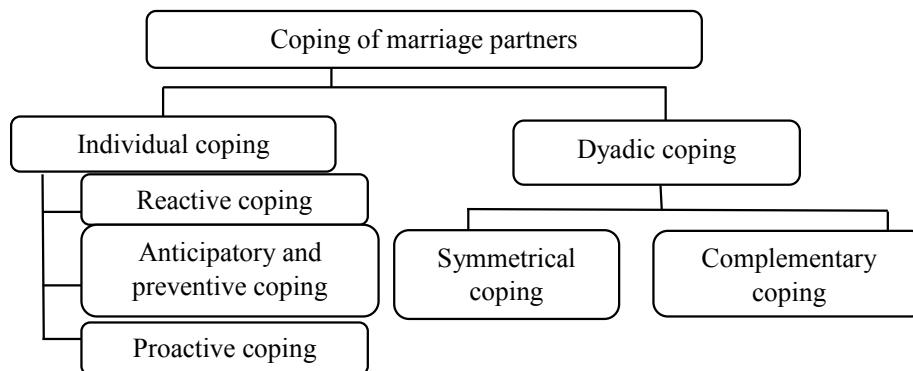 Coping of marriage partners
Individual coping
Dyadic coping
Reactive coping
Anticipatory and
preventive coping
Proactive coping
Symmetrical
coping
Complementary
coping